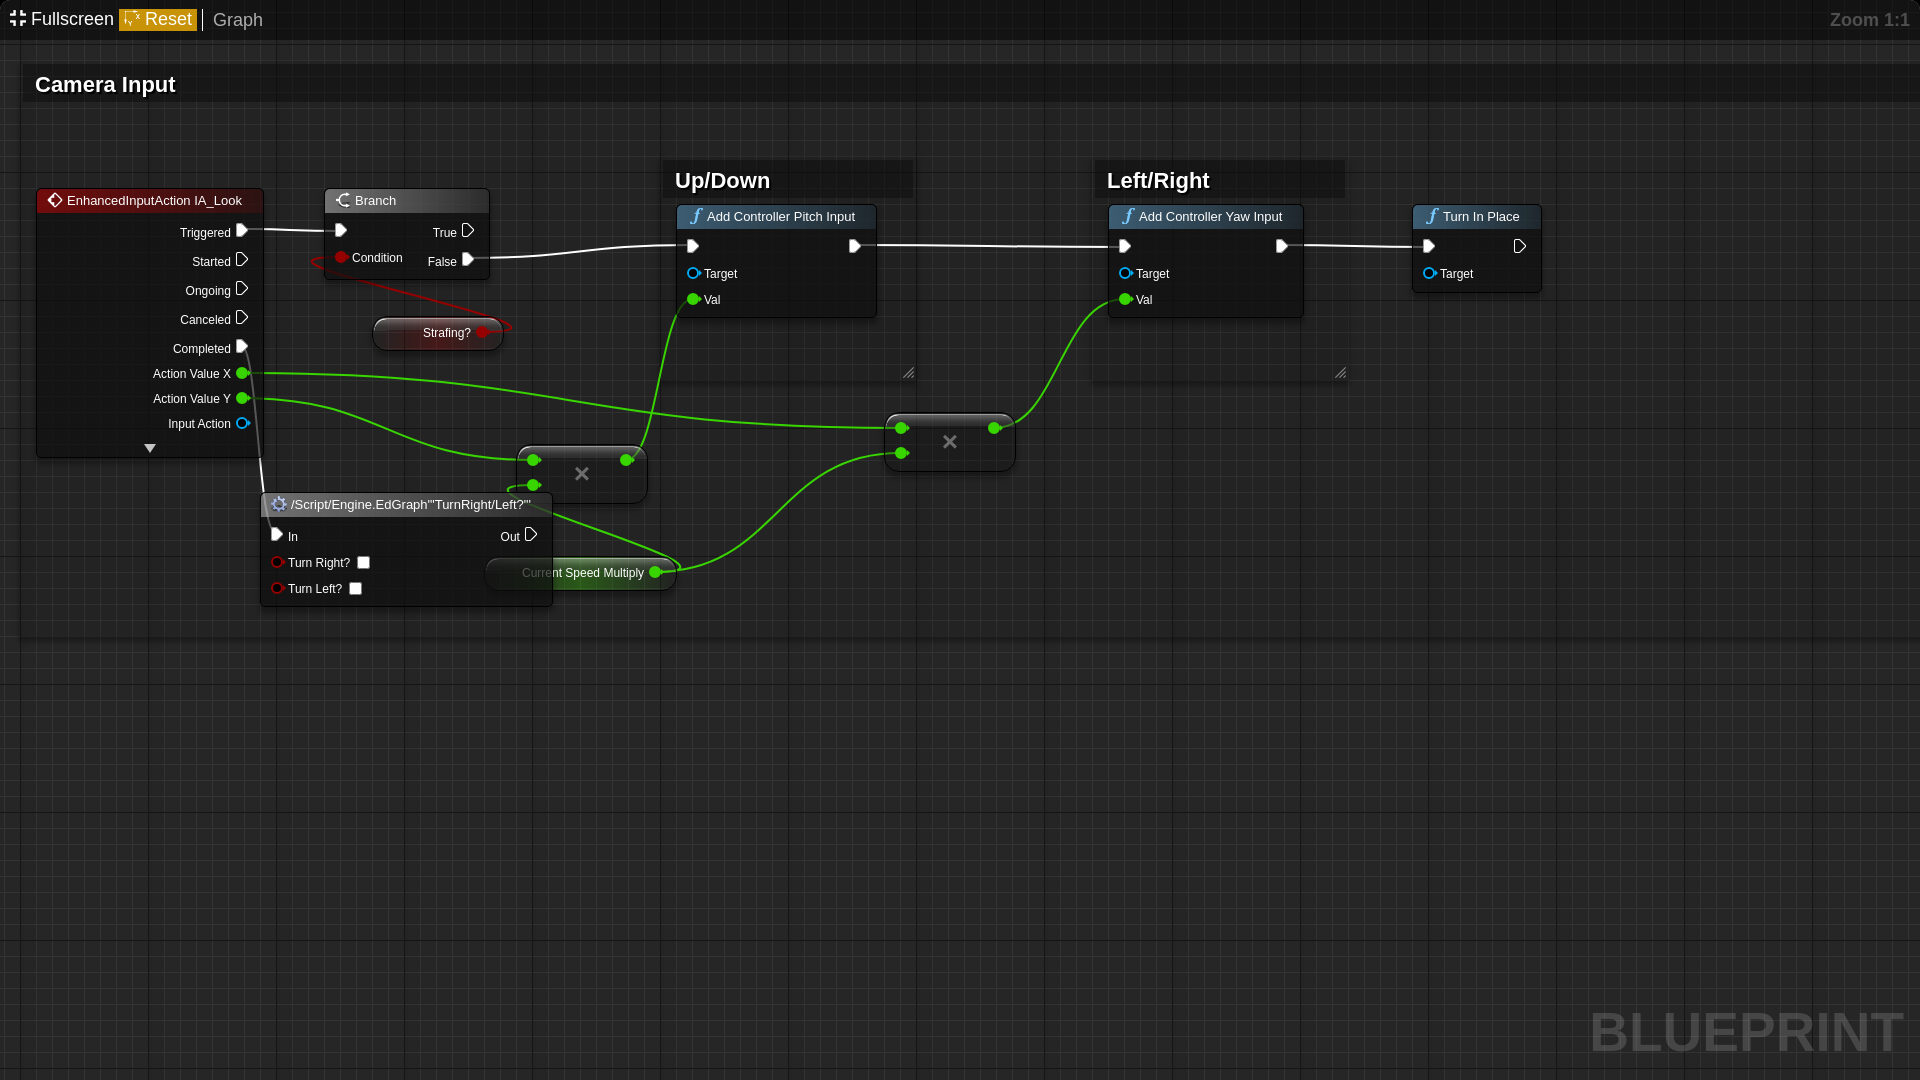 Fullscreen Reset Graph Zoom 1:1
Camera Input
EnhancedInputAction IA_Look
Triggered
Started
Ongoing
Canceled
Completed
Action Value X
Action Value Y
Input Action
Branch
True
Condition
False
Strafing?
Up/Down
Add Controller Pitch Input
Target
Val
Left/Right
Add Controller Yaw Input
Target
Val
Turn In Place
Target
/Script/Engine.EdGraph'"TurnRight/Left?"'
In
Out
Turn Right?
Turn Left?
Current Speed Multiply
BLUEPRINT